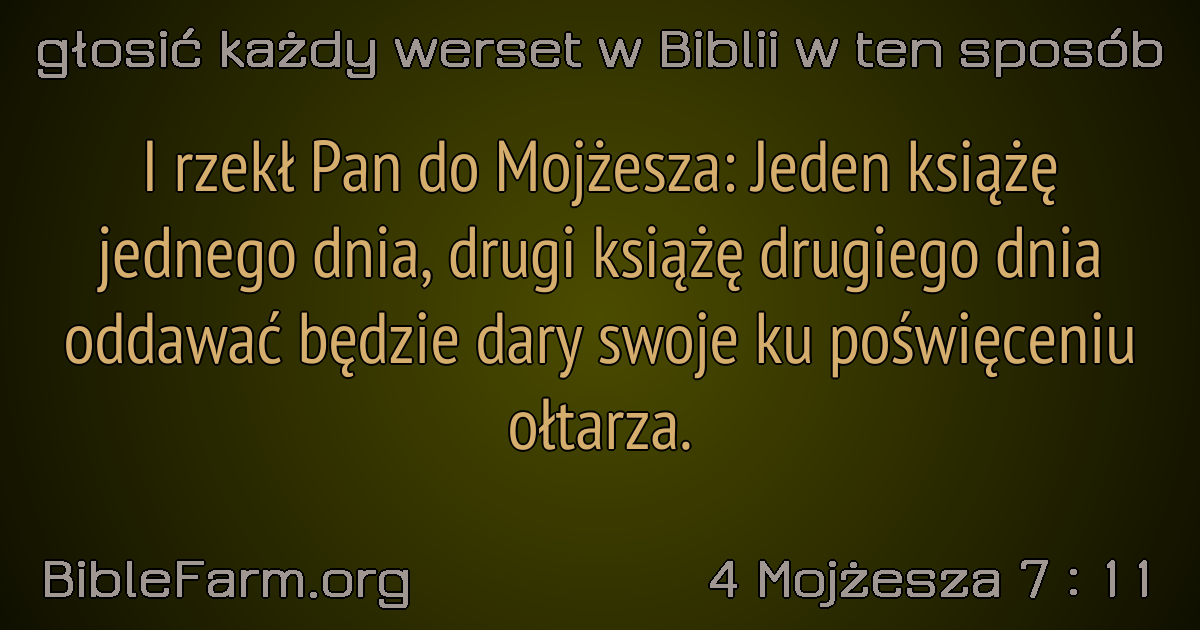 głosić każdy werset w Biblii w ten sposób
I rzekł Pan do Mojżesza: Jeden książę
jednego dnia, drugi książę drugiego dnia
oddawać będzie dary swoje ku poświęceniu
ołtarza.
BibleFarm.org
4 Mojżesza 7 : 11